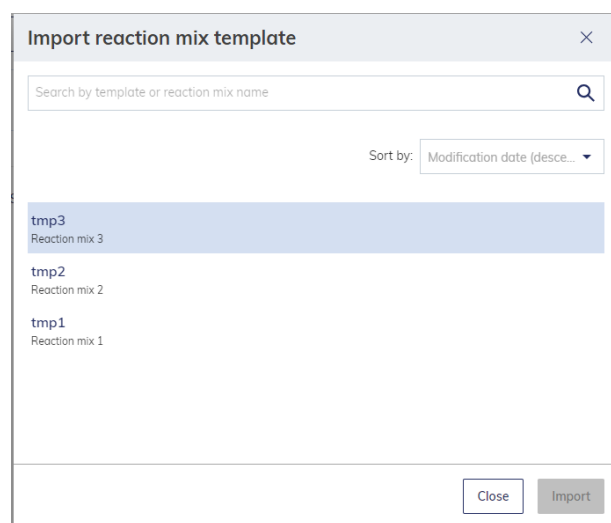 Import reaction mix template
Search by template or reaction mix name
Sort by: Modification date (desce...
tmp3
Reaction mix 3
tmp2
Reaction mix 2
tmp1
Reaction mix 1
Close Import